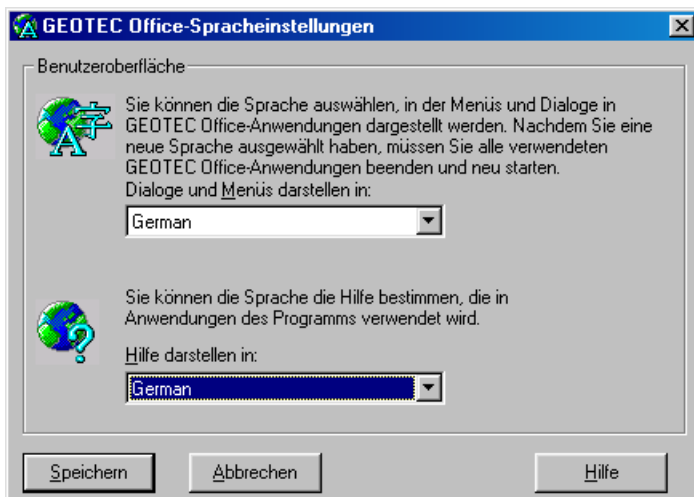 GEOTEC Office-Spracheinstellungen
Benutzeroberfläche
Sie können die Sprache auswählen, in der Menüs und Dialoge in
GEOTEC Office-Anwendungen dargestellt werden. Nachdem Sie eine
neue Sprache ausgewählt haben, müssen Sie alle verwendeten
GEOTEC Office-Anwendungen beenden und neu starten.
Dialoge und Menüs darstellen in:
German
Sie können die Sprache die Hilfe bestimmen, die in
Anwendungen des Programms verwendet wird.
Hilfe darstellen in:
German
Speichern
Abbrechen
Hilfe